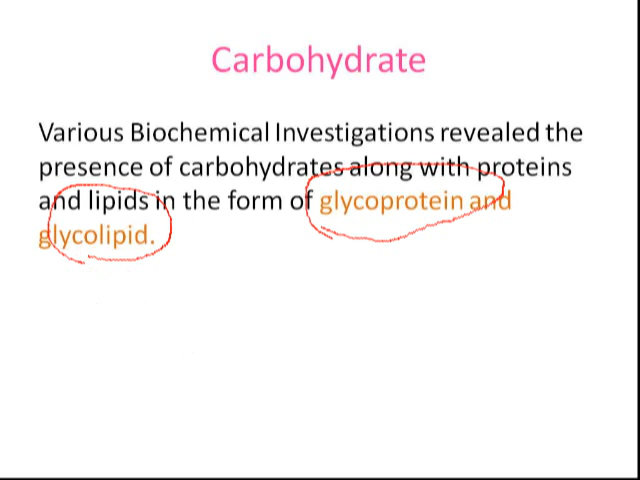 Carbohydrate
Various Biochemical Investigations revealed the
presence of carbohydrates along with proteins
and lipids in the form of glycoprotein and
glycolipid.